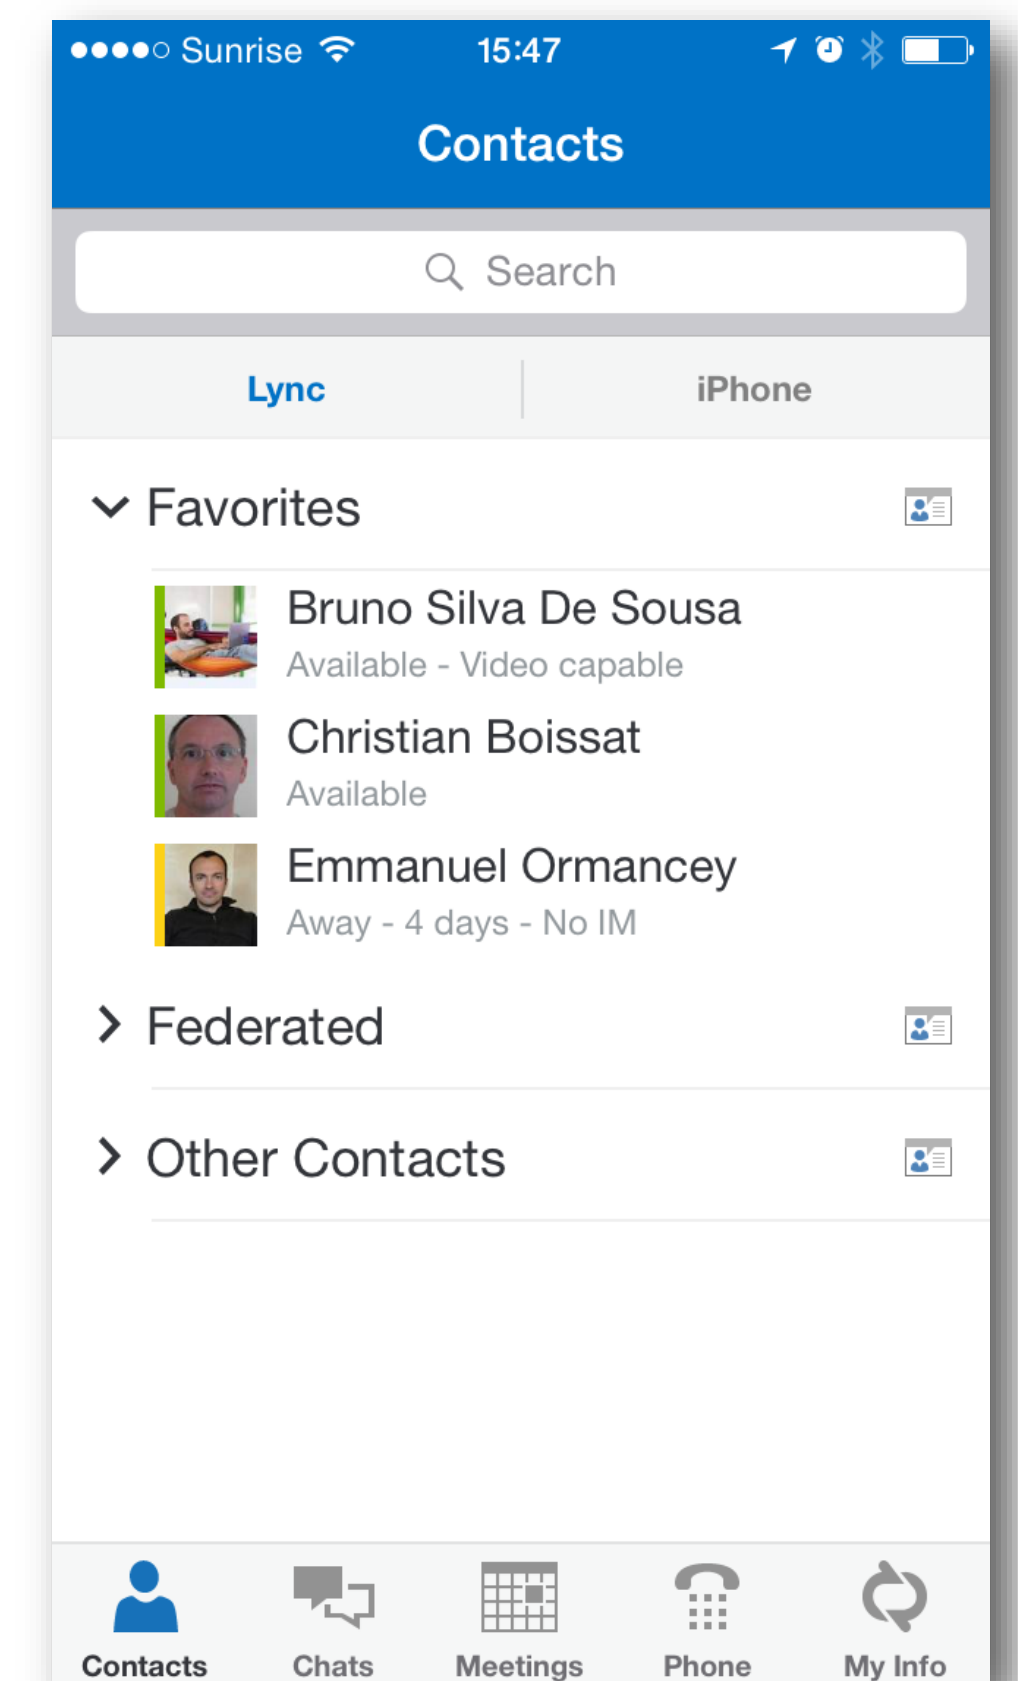 Sunrise 15:47
Contacts
Search
Lync iPhone
Favorites
Bruno Silva De Sousa
Available - Video capable
Christian Boissat
Available
Emmanuel Ormancey
Away - 4 days - No IM
Federated
Other Contacts
Contacts Chats Meetings Phone My Info